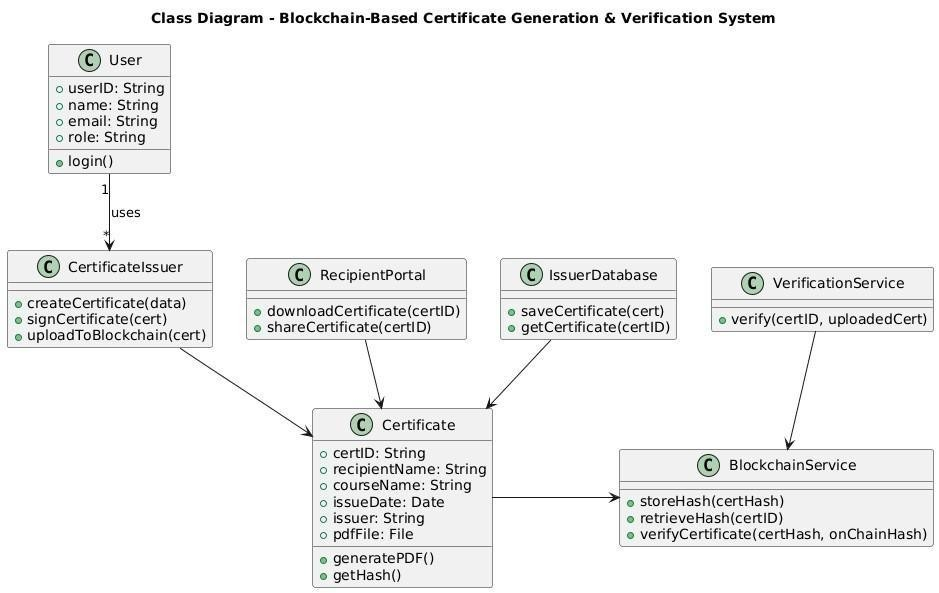 Class Diagram - Blockchain-Based Certificate Generation & Verification System
C User
userID: String
name: String
email: String
role: String
login()
1
uses
*
C CertificateIssuer
createCertificate(data)
signCertificate(cert)
uploadToBlockchain(cert)
C RecipientPortal
downloadCertificate(certID)
shareCertificate(certID)
C IssuerDatabase
saveCertificate(cert)
getCertificate(certID)
C VerificationService
verify(certID, uploadedCert)
C Certificate
certID: String
recipientName: String
courseName: String
issueDate: Date
issuer: String
pdfFile: File
generatePDF()
getHash()
C BlockchainService
storeHash(certHash)
retrieveHash(certID)
verifyCertificate(certHash, onChainHash)